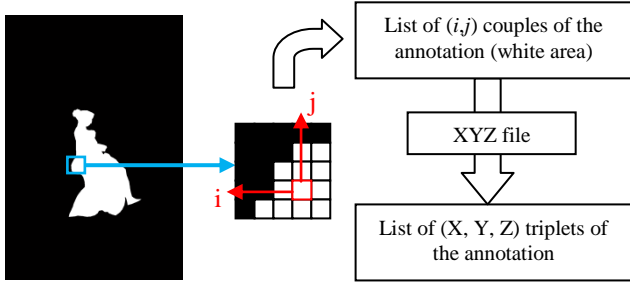 List of (i,j) couples of the
annotation (white area)
j
i
XYZ file
List of (X, Y, Z) triplets of
the annotation